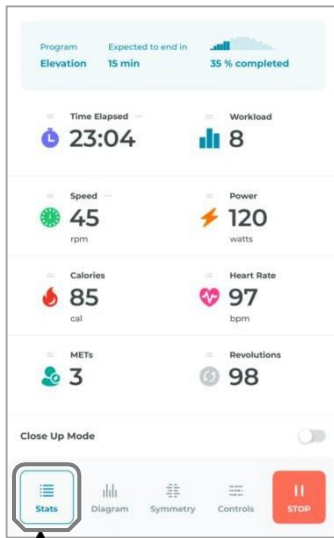 Program Expected to end in
Elevation 15 min 35 % completed
Time Elapsed Workload
23:04 8
Speed Power
45 120
rpm watts
Calories Heart Rate
85 97
cal bpm
METs Revolutions
3 98
Close Up Mode
Stats Diagram Symmetry Controls STOP